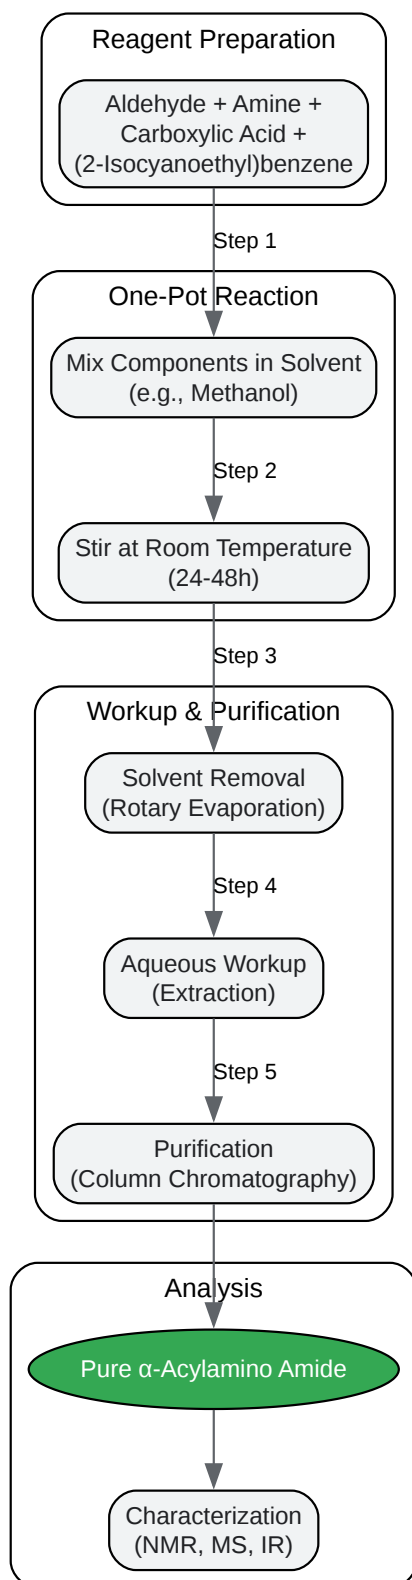 Reagent Preparation
Aldehyde + Amine +
Carboxylic Acid +
(2-Isocyanoethyl)benzene
Step 1
One-Pot Reaction
Mix Components in Solvent
(e.g., Methanol)
Step 2
Stir at Room Temperature
(24-48h)
Step 3
Workup & Purification
Solvent Removal
(Rotary Evaporation)
Step 4
Aqueous Workup
(Extraction)
Step 5
Purification
(Column Chromatography)
Analysis
Pure α-Acylamino Amide
Characterization
(NMR, MS, IR)